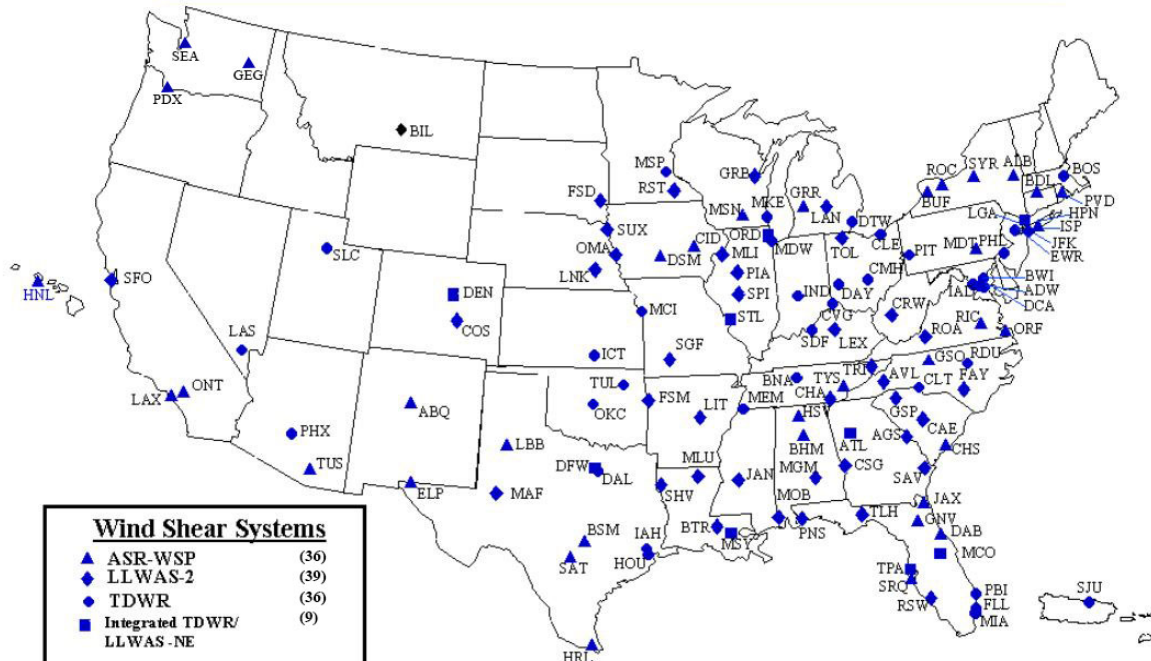 SEA
GEG
PDX
BIL
MSP
GRB
ROC
SYR
ALB
BOS
RST
GRR
BDL
FSD
MSN
MKE
BUF
PVD
LAN
DTW
LGA
HPN
SUX
ORD
ISP
CID
MDW
CLE
PIT
MDT
PHL
JFK
SLC
OMA
DSM
MLI
TOL
EWR
LNK
PIA
CMH
BWI
SFO
HNL
DEN
SPI
IND
DAY
IAD
ADW
DCA
COS
MCI
STL
CVG
CRW
RIC
LAS
SDF
LEX
ROA
ORF
ICT
SGF
GSO
RDU
TUL
BNA
TYS
TRI
AVL
CLT
FAY
ONT
LAX
ABQ
OKC
FSM
LIT
MEM
CHA
HSV
GSP
PHX
LBB
BHM
ATL
AGS
CAE
CHS
TUS
DFW
DAL
MLU
JAN
MGM
CSG
SAV
ELP
MAF
SHV
MOB
JAX
BSM
IAH
BTR
MSY
PNS
TLH
GNV
DAB
SAT
HOU
MCO
TPA
SRQ
PBI
SJU
RSW
FLL
MIA
HRL
Wind Shear Systems
ASR-WSP (36)
LLWAS-2 (39)
TDWR (36)
Integrated TDWR/ (9)
LLWAS -NE